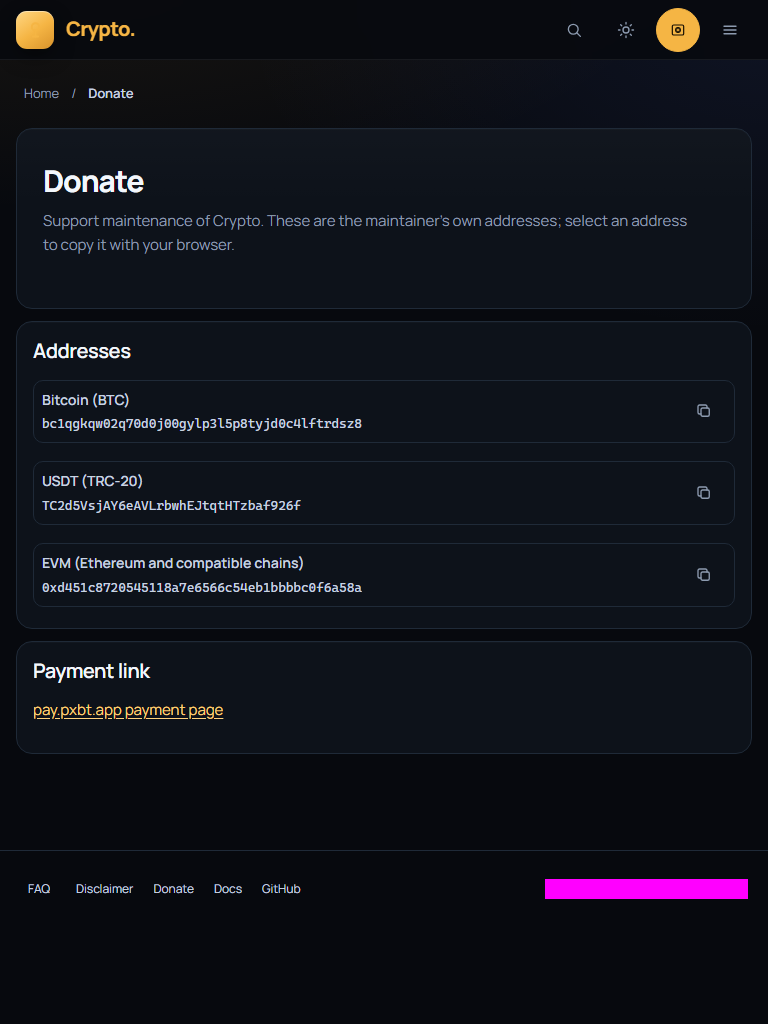 Crypto.
Home / Donate
Donate
Support maintenance of Crypto. These are the maintainer's own addresses; select an address
to copy it with your browser.
Addresses
Bitcoin (BTC)
bc1qgkqw02q70d0j00gylp3l5p8tyjd0c4lftrdsz8
USDT (TRC-20)
TC2d5VsjAY6eAVLrbwhEJtqtHTzbaf926f
EVM (Ethereum and compatible chains)
0xd451c8720545118a7e6566c54eb1bbbbc0f6a58a
Payment link
pay.pxbt.app payment page
FAQ Disclaimer Donate Docs GitHub